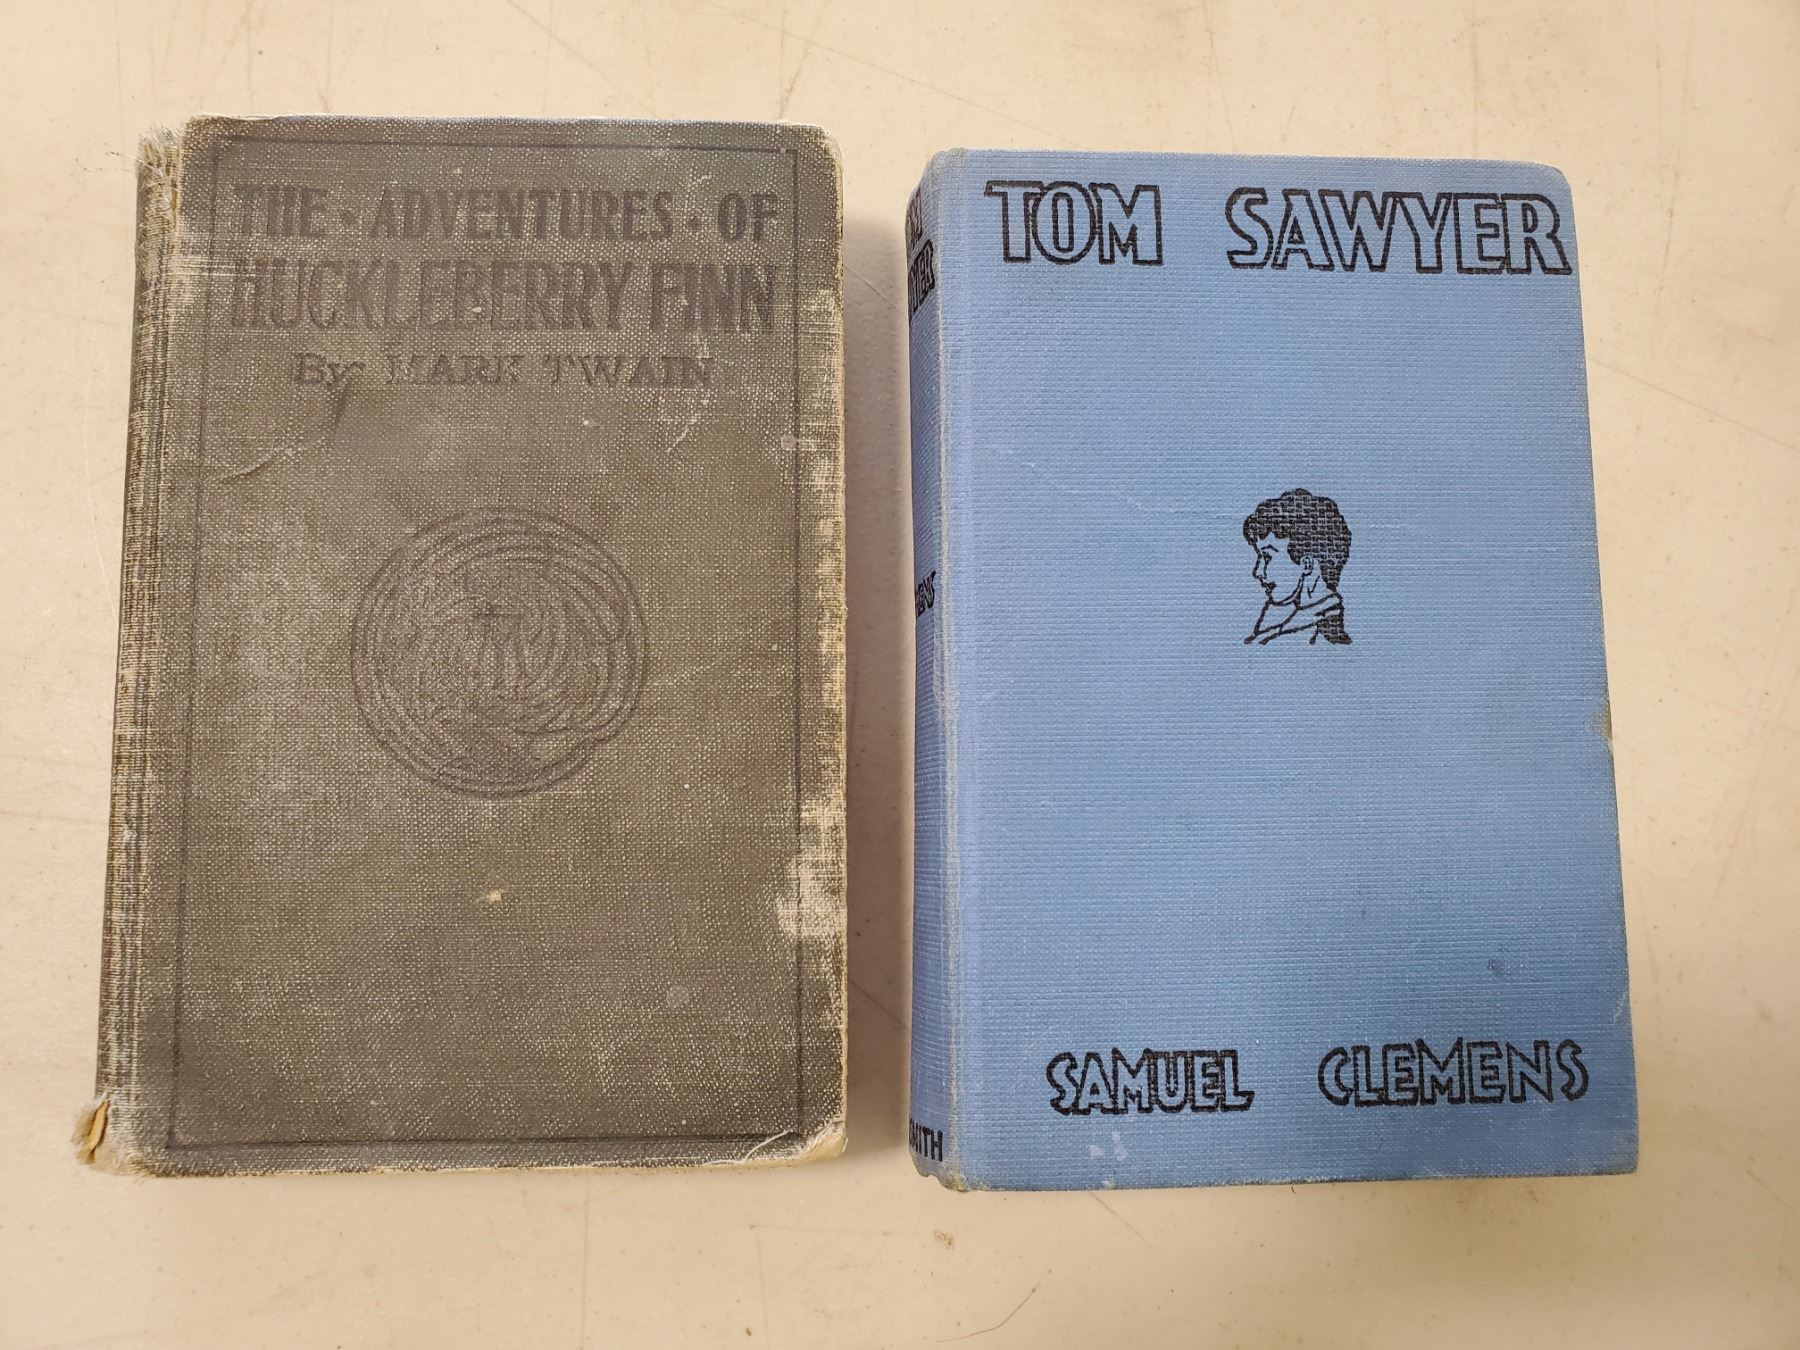 THE · ADVENTURES · OF
HUCKLEBERRY FINN
By MARK TWAIN
TOM SAWYER
SAMUEL CLEMENS